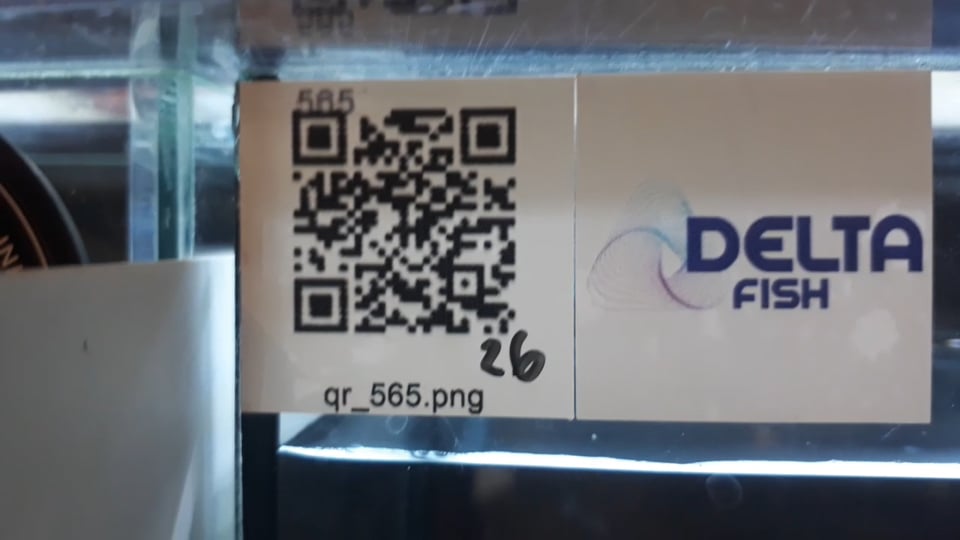 565
26
qr_565.png
DELTA
FISH